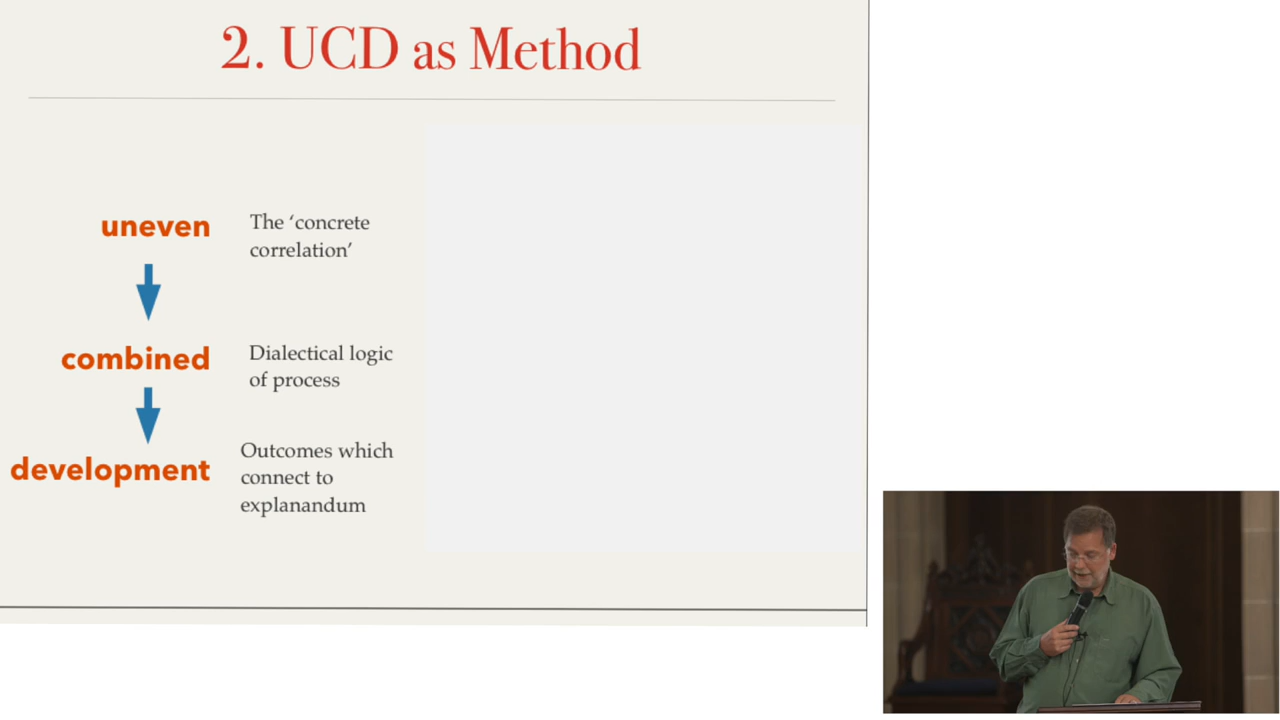 2. UCD as Method
uneven
The ‘concrete
correlation’
combined
Dialectical logic
of process
development
Outcomes which
connect to
explanandum